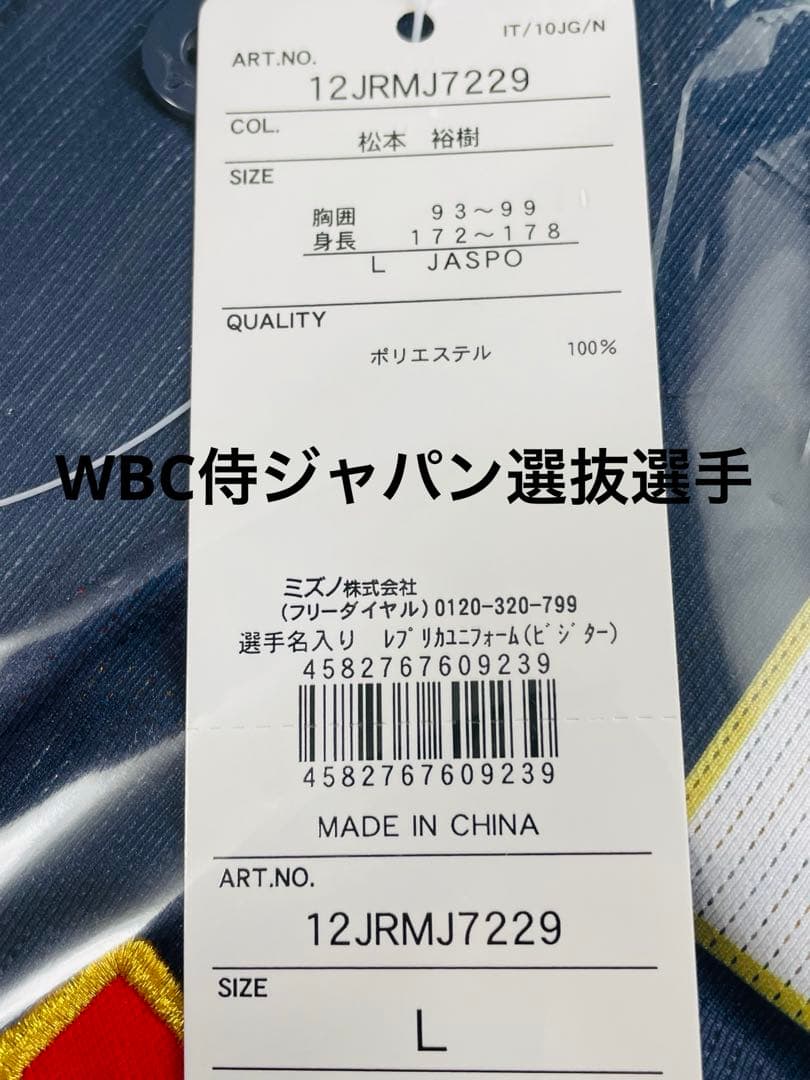 IT/10JG/N
ART.NO.
12JRMJ7229
COL.
松本 裕樹
SIZE
胸囲 93～99
身長 172～178
L JASPO
QUALITY
ポリエステル 100%
WBC侍ジャパン選抜選手
ミズノ株式会社
(フリーダイヤル)0120-320-799
選手名入り ﾚﾌﾟﾘｶﾕﾆﾌｫｰﾑ(ﾋﾞｼﾞﾀｰ)
4582767609239
4582767609239
MADE IN CHINA
ART.NO.
12JRMJ7229
SIZE
L